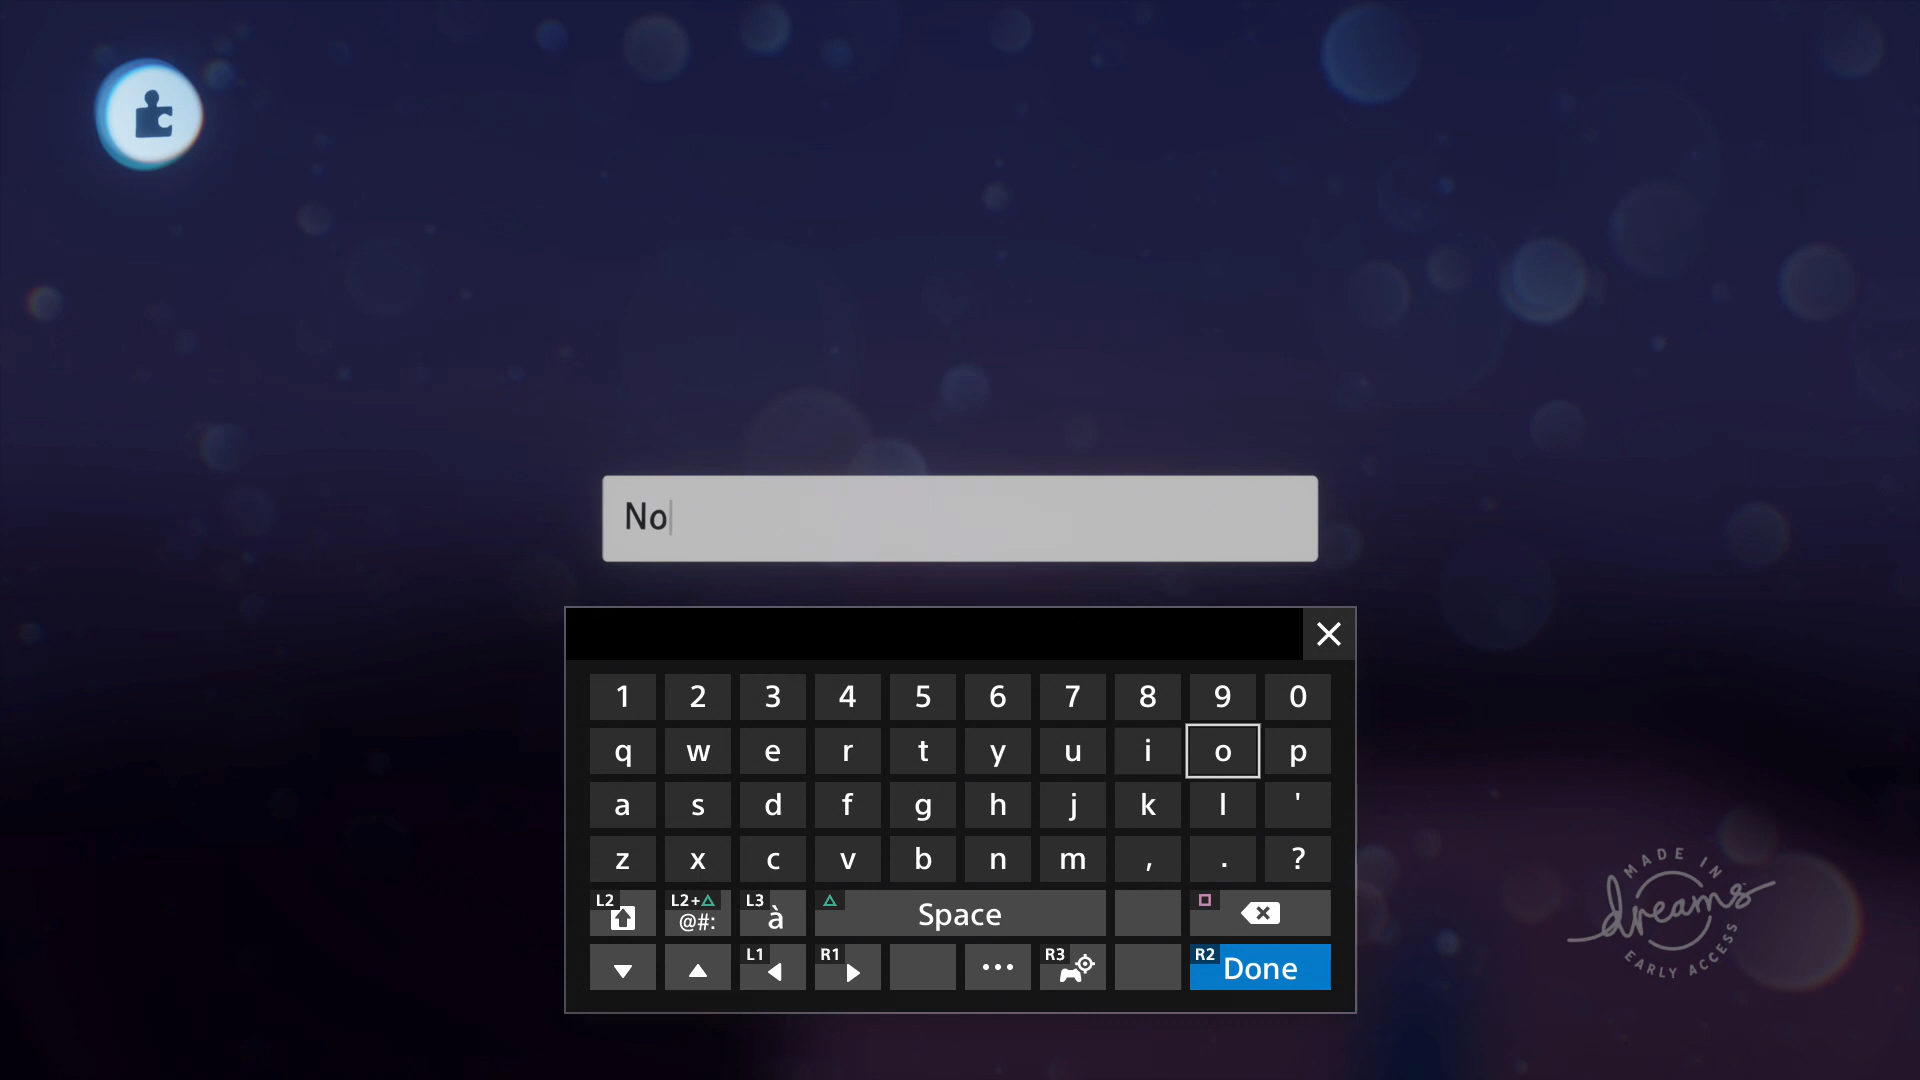 No
1 2 3 4 5 6 7 8 9 0
q w e r t y u i o p
a s d f g h j k l '
z x c v b n m , . ?
L2 L2+△ @#: L3 à △ Space □
L1 R1 ... R3 R2 Done
MADE IN
dreams
EARLY ACCESS